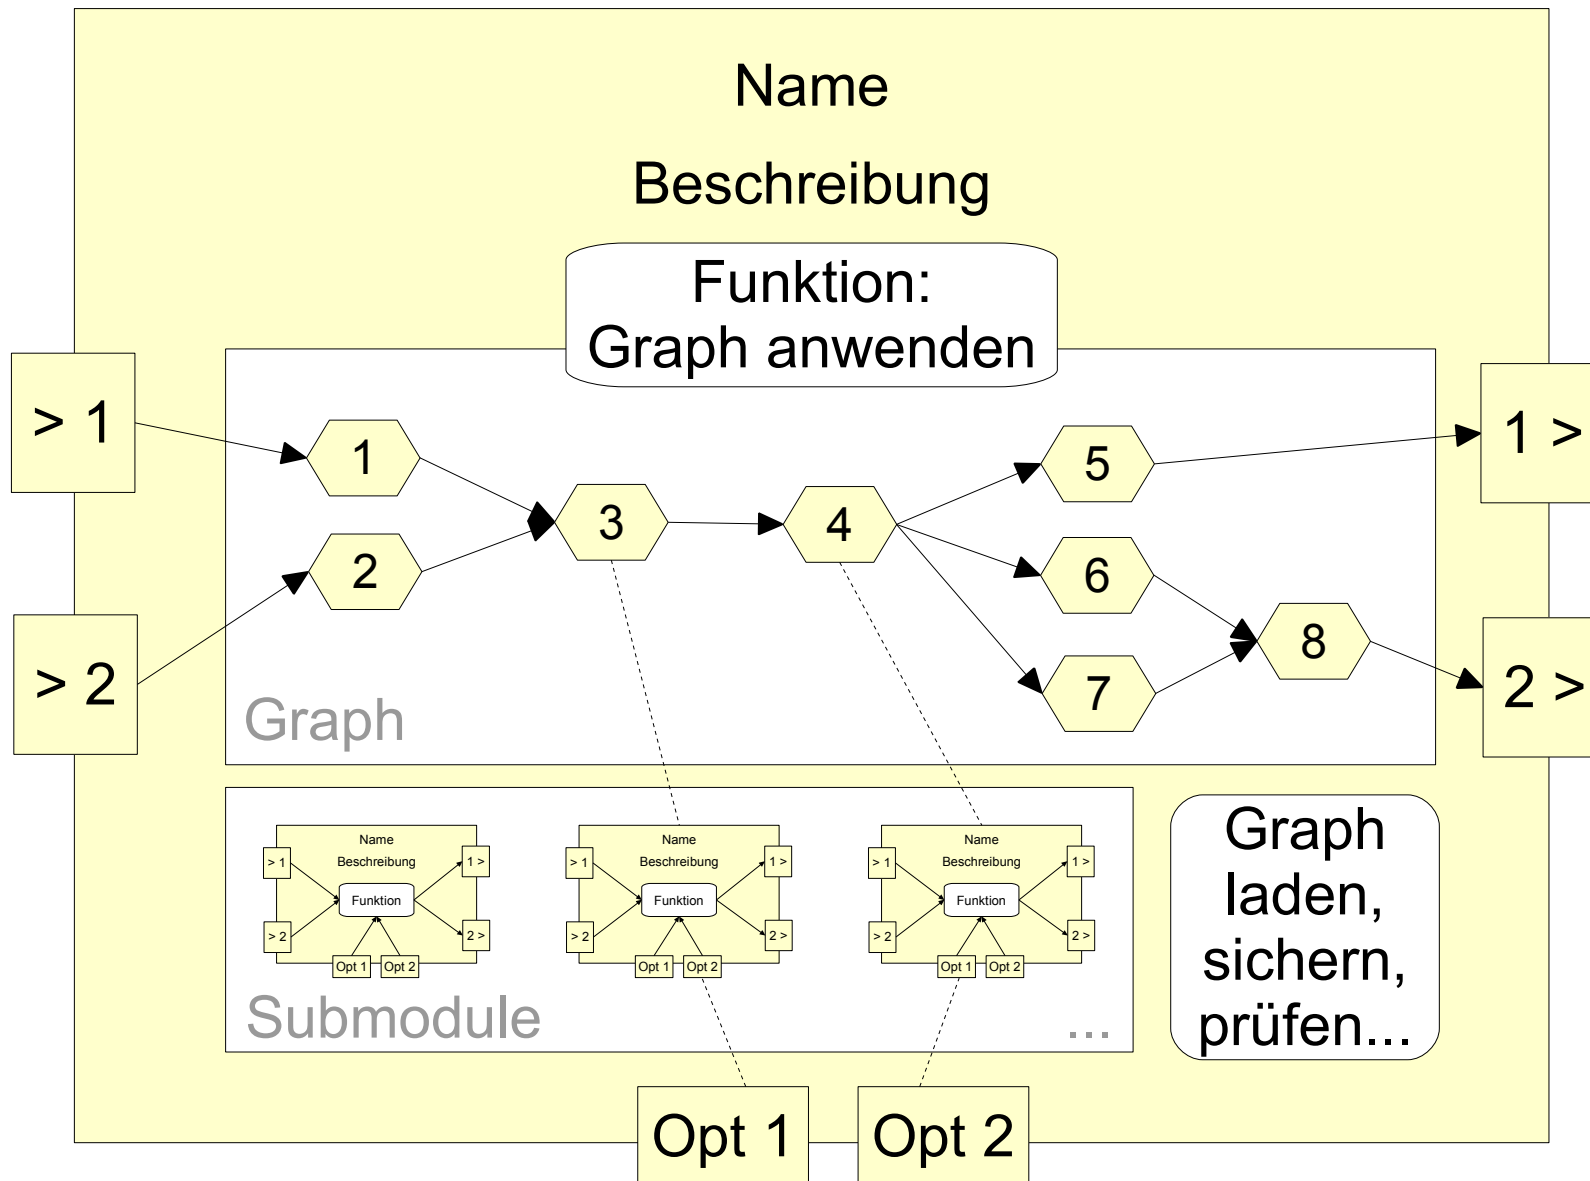 Name
Beschreibung
Funktion:
Graph anwenden
> 1
> 2
1
2
3
4
5
6
7
8
1 >
2 >
Graph
Name
Beschreibung
> 1
> 2
Funktion
1 >
2 >
Opt 1
Opt 2
Name
Beschreibung
> 1
> 2
Funktion
1 >
2 >
Opt 1
Opt 2
Name
Beschreibung
> 1
> 2
Funktion
1 >
2 >
Opt 1
Opt 2
Submodule
...
Graph
laden,
sichern,
prüfen...
Opt 1
Opt 2